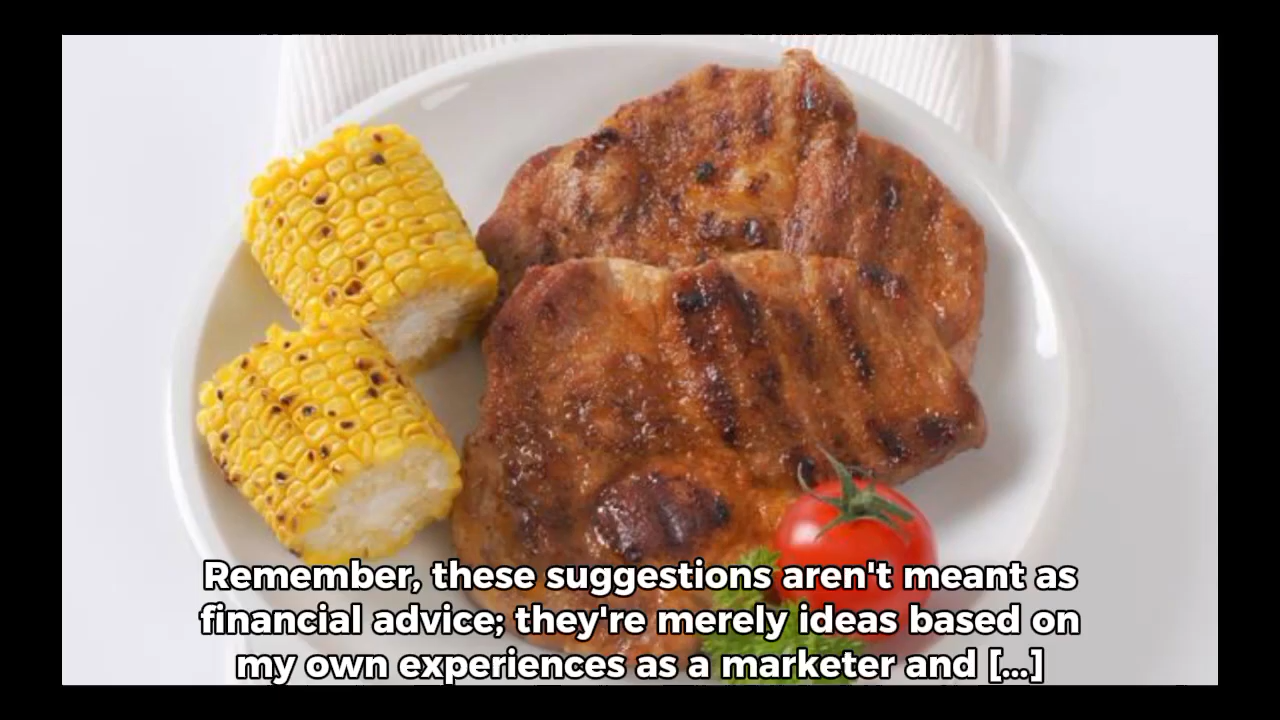 Remember, these suggestions aren't meant as
financial advice; they're merely ideas based on
my own experiences as a marketer and [...]